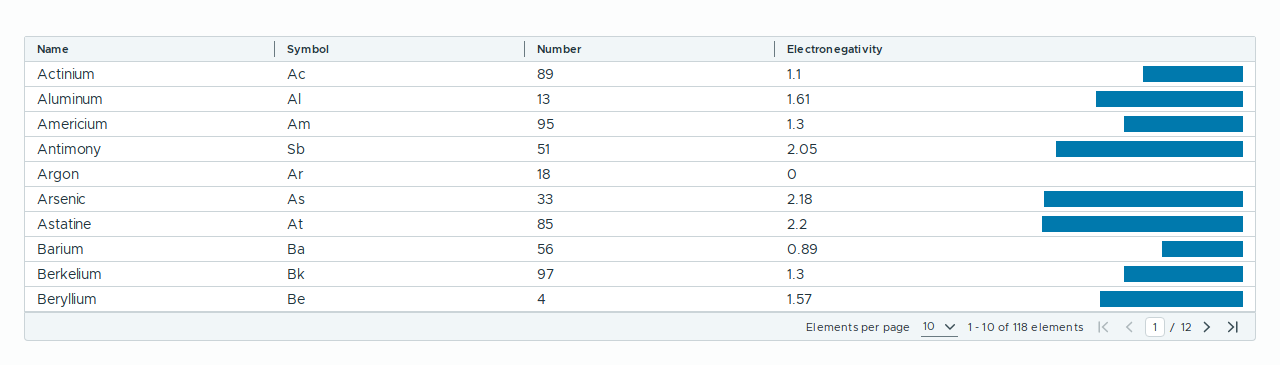 Name Symbol Number Electronegativity
Actinium Ac 89 1.1
Aluminum Al 13 1.61
Americium Am 95 1.3
Antimony Sb 51 2.05
Argon Ar 18 0
Arsenic As 33 2.18
Astatine At 85 2.2
Barium Ba 56 0.89
Berkelium Bk 97 1.3
Beryllium Be 4 1.57
Elements per page 10 1 - 10 of 118 elements 1 / 12